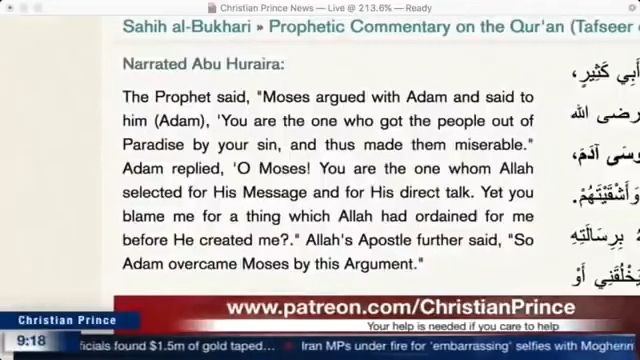 Christian Prince News — Live @ 213.6% — Ready
Sahih al-Bukhari » Prophetic Commentary on the Qur'an (Tafseer
Narrated Abu Huraira:
The Prophet said, "Moses argued with Adam and said to
him (Adam), 'You are the one who got the people out of
Paradise by your sin, and thus made them miserable."
Adam replied, 'O Moses! You are the one whom Allah
selected for His Message and for His direct talk. Yet you
blame me for a thing which Allah had ordained for me
before He created me?." Allah's Apostle further said, "So
Adam overcame Moses by this Argument."
أَبِي كَثِيرٍ،
رضى الله
آدَمَ،
وَأَشْقَيْتَهُمْ.
بِرِسَالَتِهِ
يَخْلُقَنِي أَوْ
www.patreon.com/ChristianPrince
Christian Prince
Your help is needed if you care to help
9:18
ficials found $1.5m of gold taped... Iran MPs under fire for 'embarrassing' selfies with Mogherin